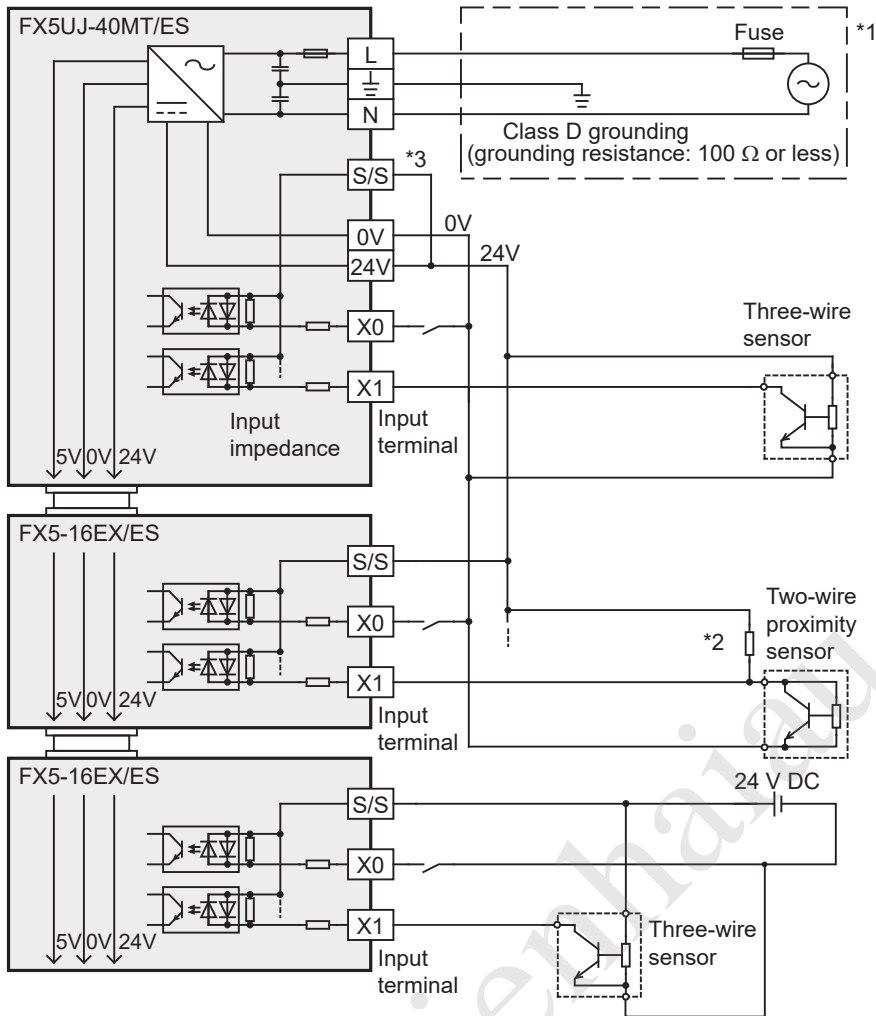 FX5UJ-40MT/ES
L
N
Fuse
*1
Class D grounding
(grounding resistance: 100 Ω or less)
S/S
*3
0V
0V
24V
24V
X0
X1
Input
impedance
Input
terminal
Three-wire
sensor
5V 0V 24V
FX5-16EX/ES
S/S
X0
X1
Input
terminal
*2
Two-wire
proximity
sensor
5V 0V 24V
FX5-16EX/ES
S/S
24 V DC
X0
X1
Input
terminal
Three-wire
sensor
5V 0V 24V